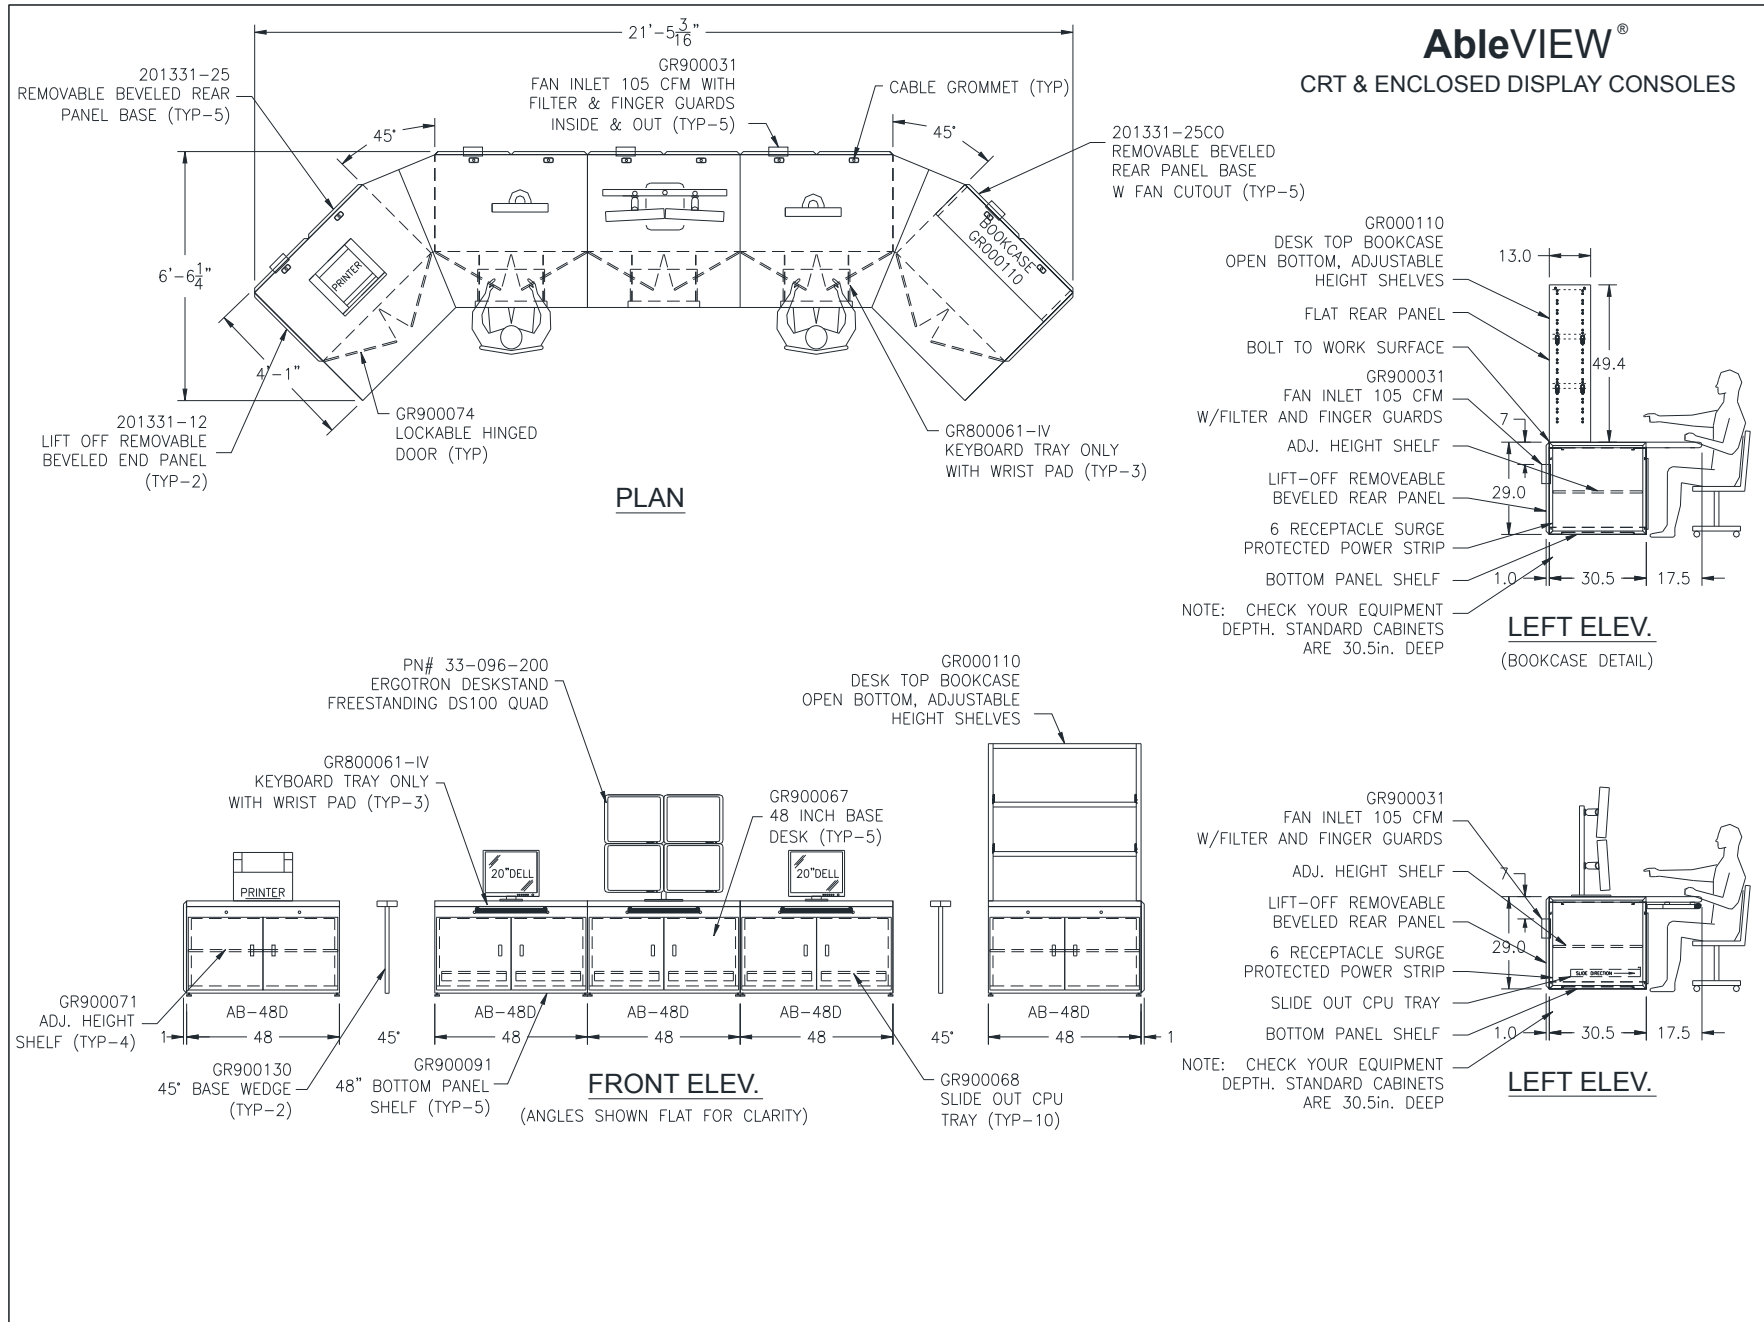 AbleVIEW®
CRT & ENCLOSED DISPLAY CONSOLES
21'-5 3/16"
201331-25
REMOVABLE BEVELED REAR
PANEL BASE (TYP-5)
GR900031
FAN INLET 105 CFM WITH
FILTER & FINGER GUARDS
INSIDE & OUT (TYP-5)
CABLE GROMMET (TYP)
45°
45°
201331-25CO
REMOVABLE BEVELED
REAR PANEL BASE
W FAN CUTOUT (TYP-5)
6'-6 1/4"
PRINTER
BOOKCASE
GR000110
4'-1"
201331-12
LIFT OFF REMOVABLE
BEVELED END PANEL
(TYP-2)
GR900074
LOCKABLE HINGED
DOOR (TYP)
GR800061-IV
KEYBOARD TRAY ONLY
WITH WRIST PAD (TYP-3)
PLAN
GR000110
DESK TOP BOOKCASE
OPEN BOTTOM, ADJUSTABLE
HEIGHT SHELVES
13.0
FLAT REAR PANEL
BOLT TO WORK SURFACE
49.4
GR900031
FAN INLET 105 CFM
W/FILTER AND FINGER GUARDS
7
ADJ. HEIGHT SHELF
LIFT-OFF REMOVEABLE
BEVELED REAR PANEL
29.0
6 RECEPTACLE SURGE
PROTECTED POWER STRIP
BOTTOM PANEL SHELF
1.0
30.5
17.5
NOTE: CHECK YOUR EQUIPMENT
DEPTH. STANDARD CABINETS
ARE 30.5in. DEEP
LEFT ELEV.
(BOOKCASE DETAIL)
PN# 33-096-200
ERGOTRON DESKSTAND
FREESTANDING DS100 QUAD
GR000110
DESK TOP BOOKCASE
OPEN BOTTOM, ADJUSTABLE
HEIGHT SHELVES
GR800061-IV
KEYBOARD TRAY ONLY
WITH WRIST PAD (TYP-3)
GR900067
48 INCH BASE
DESK (TYP-5)
PRINTER
20"DELL
20"DELL
GR900071
ADJ. HEIGHT
SHELF (TYP-4)
AB-48D
AB-48D
AB-48D
AB-48D
AB-48D
1
48
45°
48
48
48
45°
48
1
GR900130
45° BASE WEDGE
(TYP-2)
GR900091
48" BOTTOM PANEL
SHELF (TYP-5)
FRONT ELEV.
(ANGLES SHOWN FLAT FOR CLARITY)
GR900068
SLIDE OUT CPU
TRAY (TYP-10)
GR900031
FAN INLET 105 CFM
W/FILTER AND FINGER GUARDS
ADJ. HEIGHT SHELF
7
LIFT-OFF REMOVEABLE
BEVELED REAR PANEL
29.0
6 RECEPTACLE SURGE
PROTECTED POWER STRIP
SLIDE DIRECTION
SLIDE OUT CPU TRAY
BOTTOM PANEL SHELF
1.0
30.5
17.5
NOTE: CHECK YOUR EQUIPMENT
DEPTH. STANDARD CABINETS
ARE 30.5in. DEEP
LEFT ELEV.